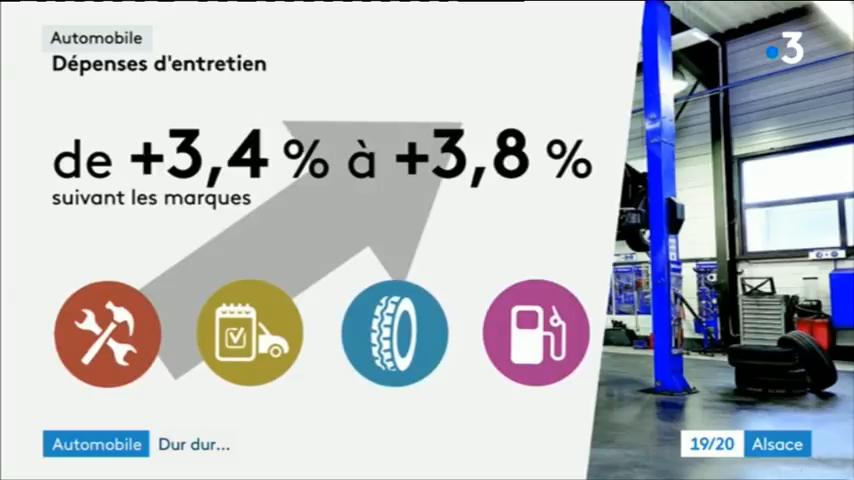 Automobile
Dépenses d'entretien
3
de +3,4 % à +3,8 %
suivant les marques
Automobile Dur dur...
19/20 Alsace